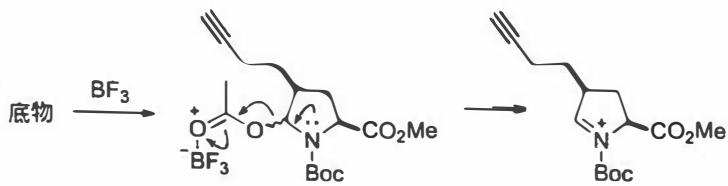 底物
BF₃
O⁺
O
⁻BF₃
N̈
CO₂Me
Boc
N⁺
CO₂Me
Boc